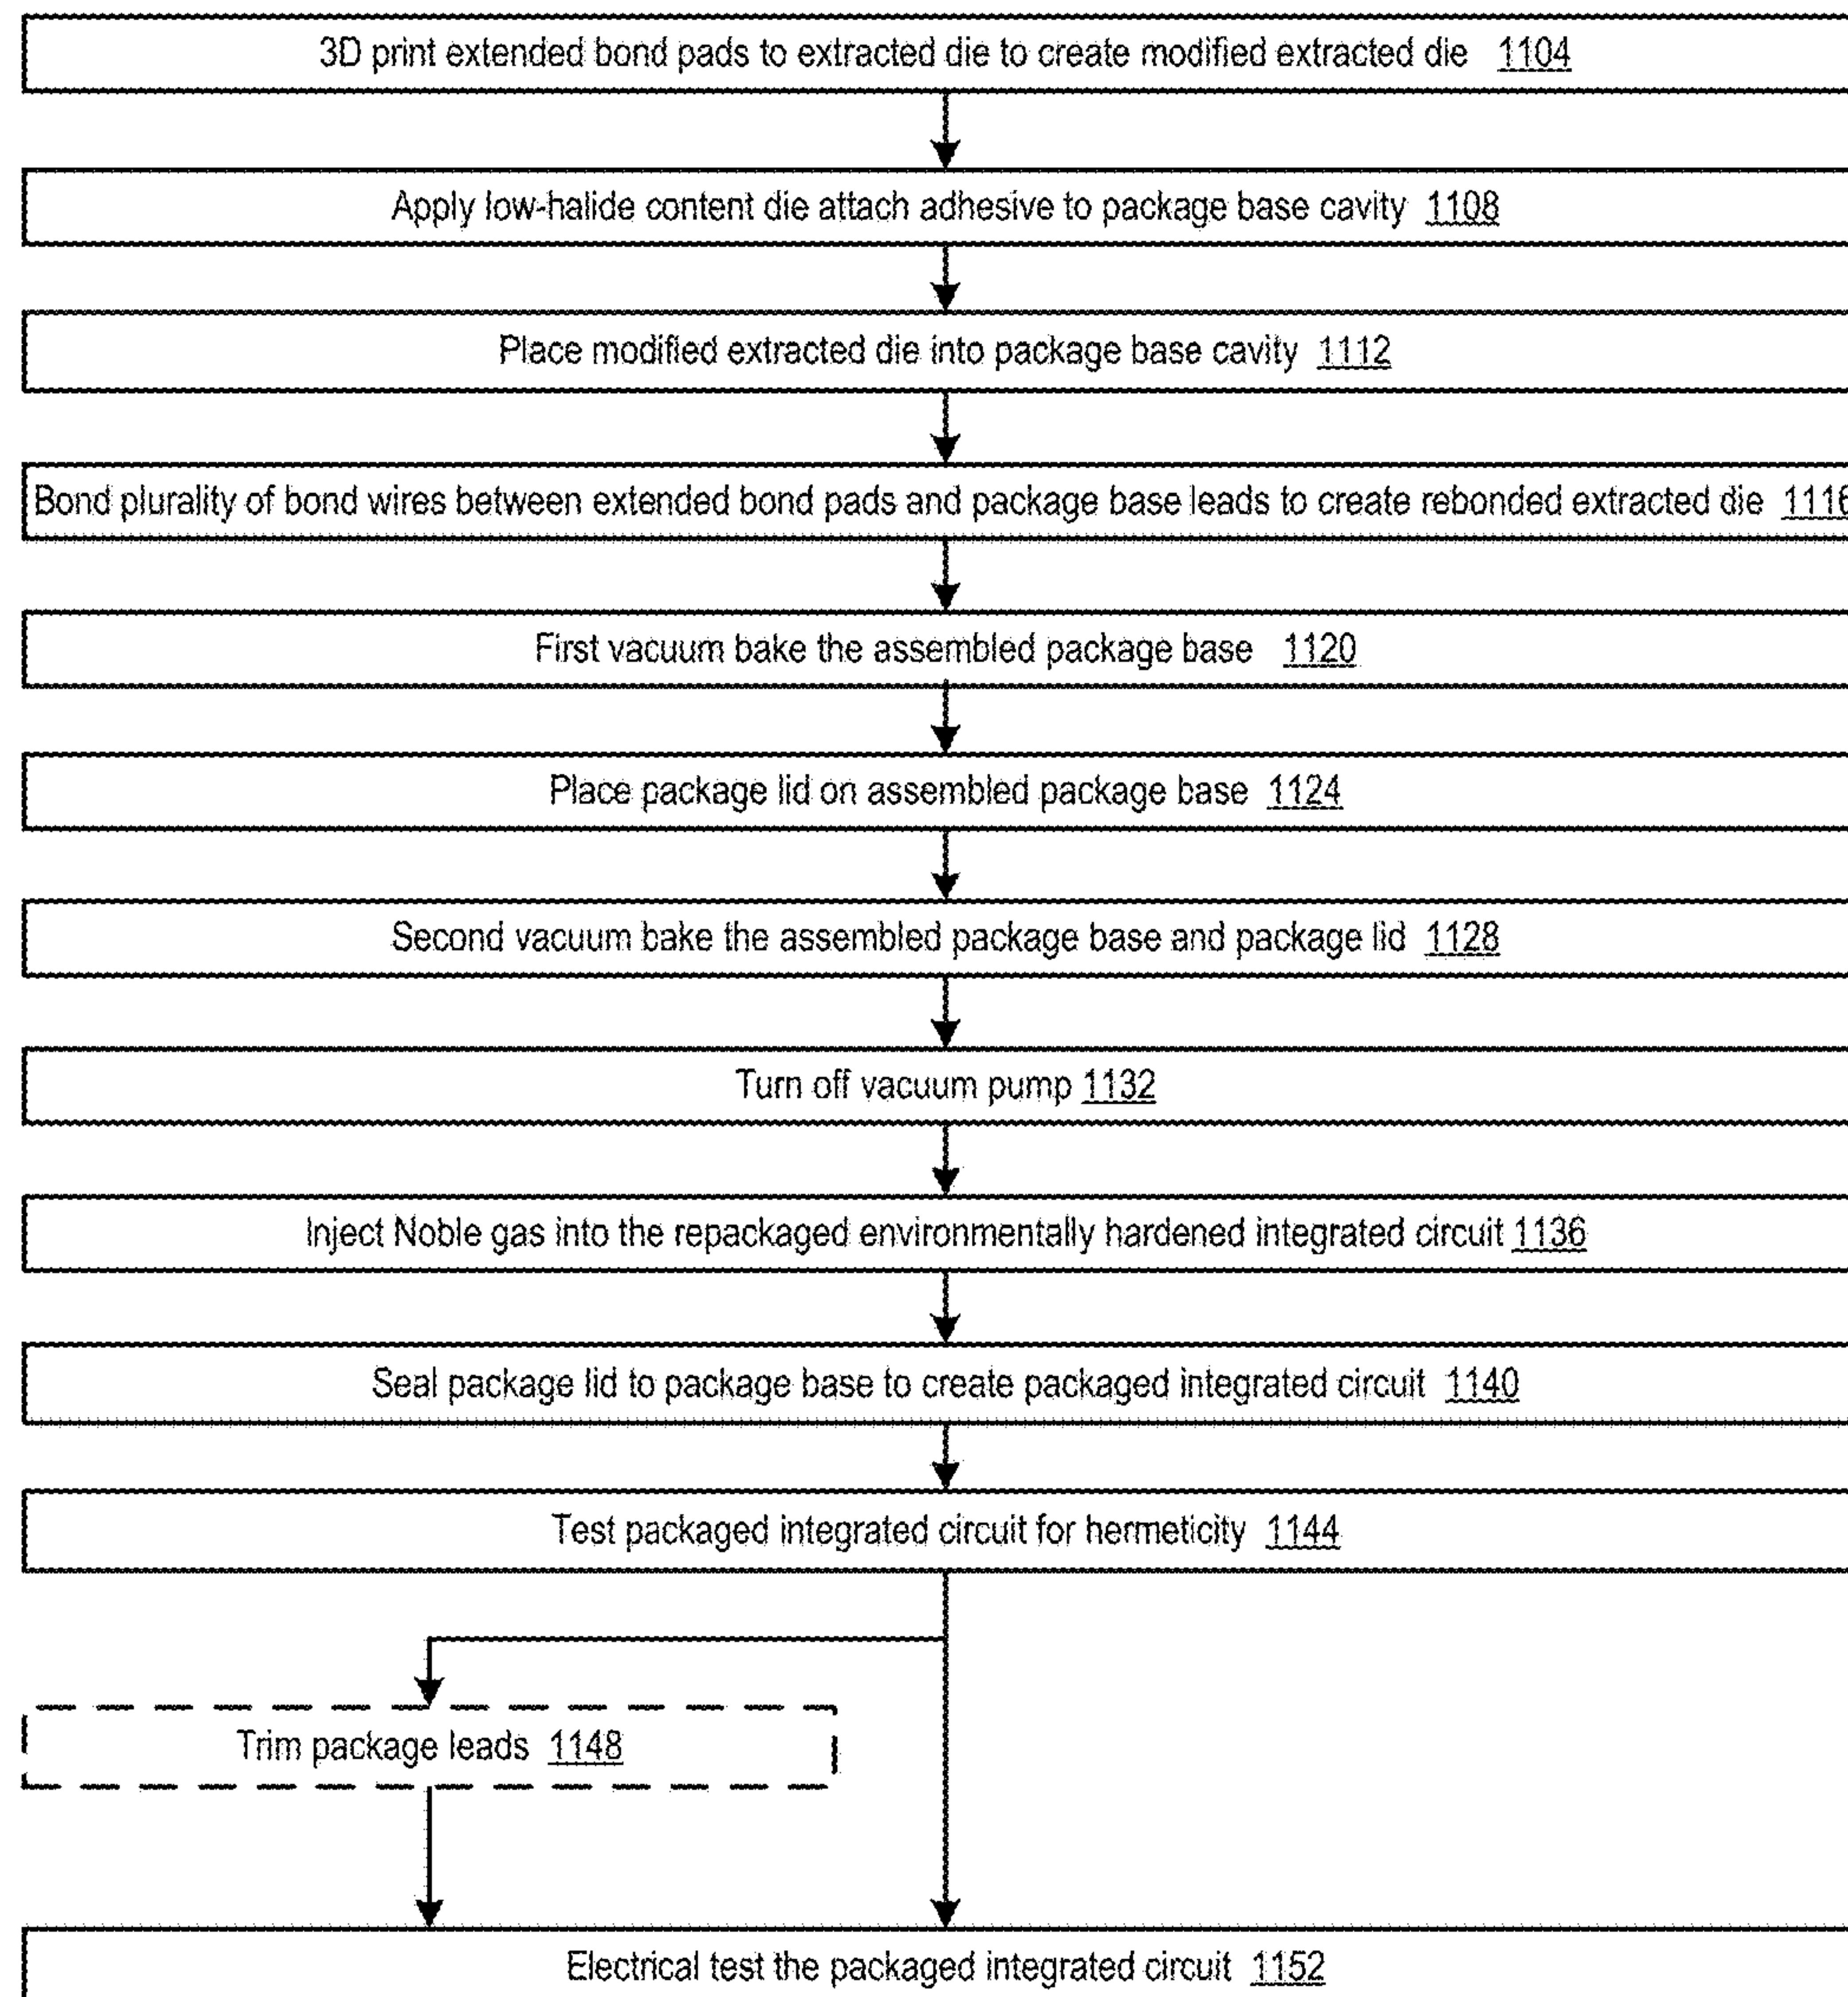 3D print extended bond pads to extracted die to create modified extracted die 1104
Apply low-halide content die attach adhesive to package base cavity 1108
Place modified extracted die into package base cavity 1112
Bond plurality of bond wires between extended bond pads and package base leads to create rebonded extracted die 1116
First vacuum bake the assembled package base 1120
Place package lid on assembled package base 1124
Second vacuum bake the assembled package base and package lid 1128
Turn off vacuum pump 1132
Inject Noble gas into the repackaged environmentally hardened integrated circuit 1136
Seal package lid to package base to create packaged integrated circuit 1140
Test packaged integrated circuit for hermeticity 1144
Trim package leads 1148
Electrical test the packaged integrated circuit 1152